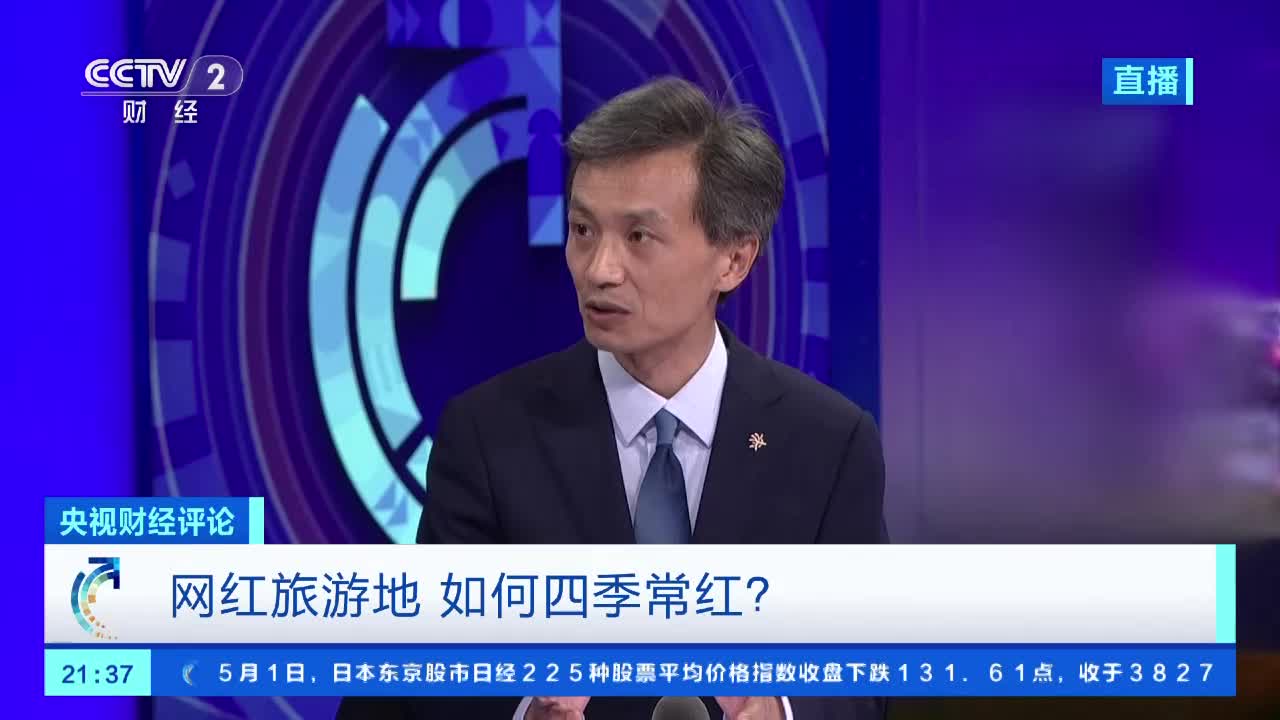 CCTV 2
财经
直播
央视财经评论
网红旅游地 如何四季常红？
21:37 5月1日，日本东京股市日经225种股票平均价格指数收盘下跌131．61点，收于3827